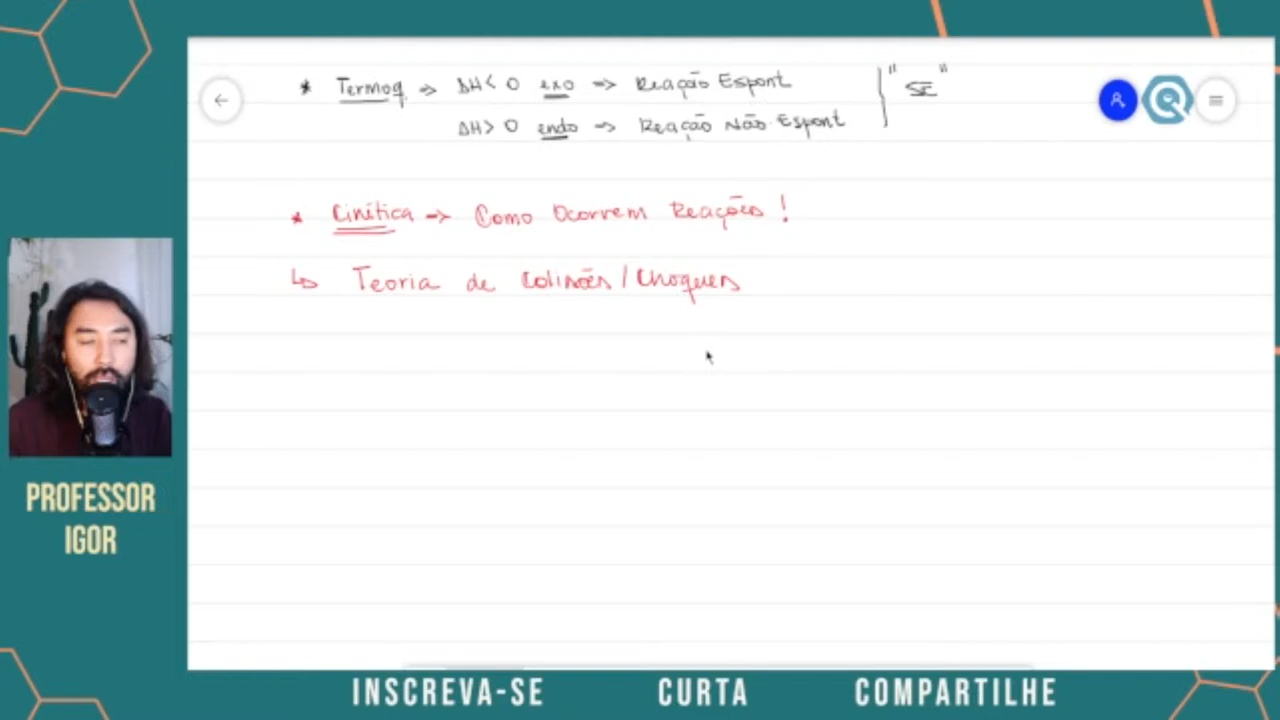 * Termoq → ΔH < 0 exo → Reação Espont } "SE"
ΔH > 0 endo → Reação Não Espont
* Cinética → Como Ocorrem Reações!
↳ Teoria de Colisões/Choques
PROFESSOR
IGOR
INSCREVA-SE CURTA COMPARTILHE